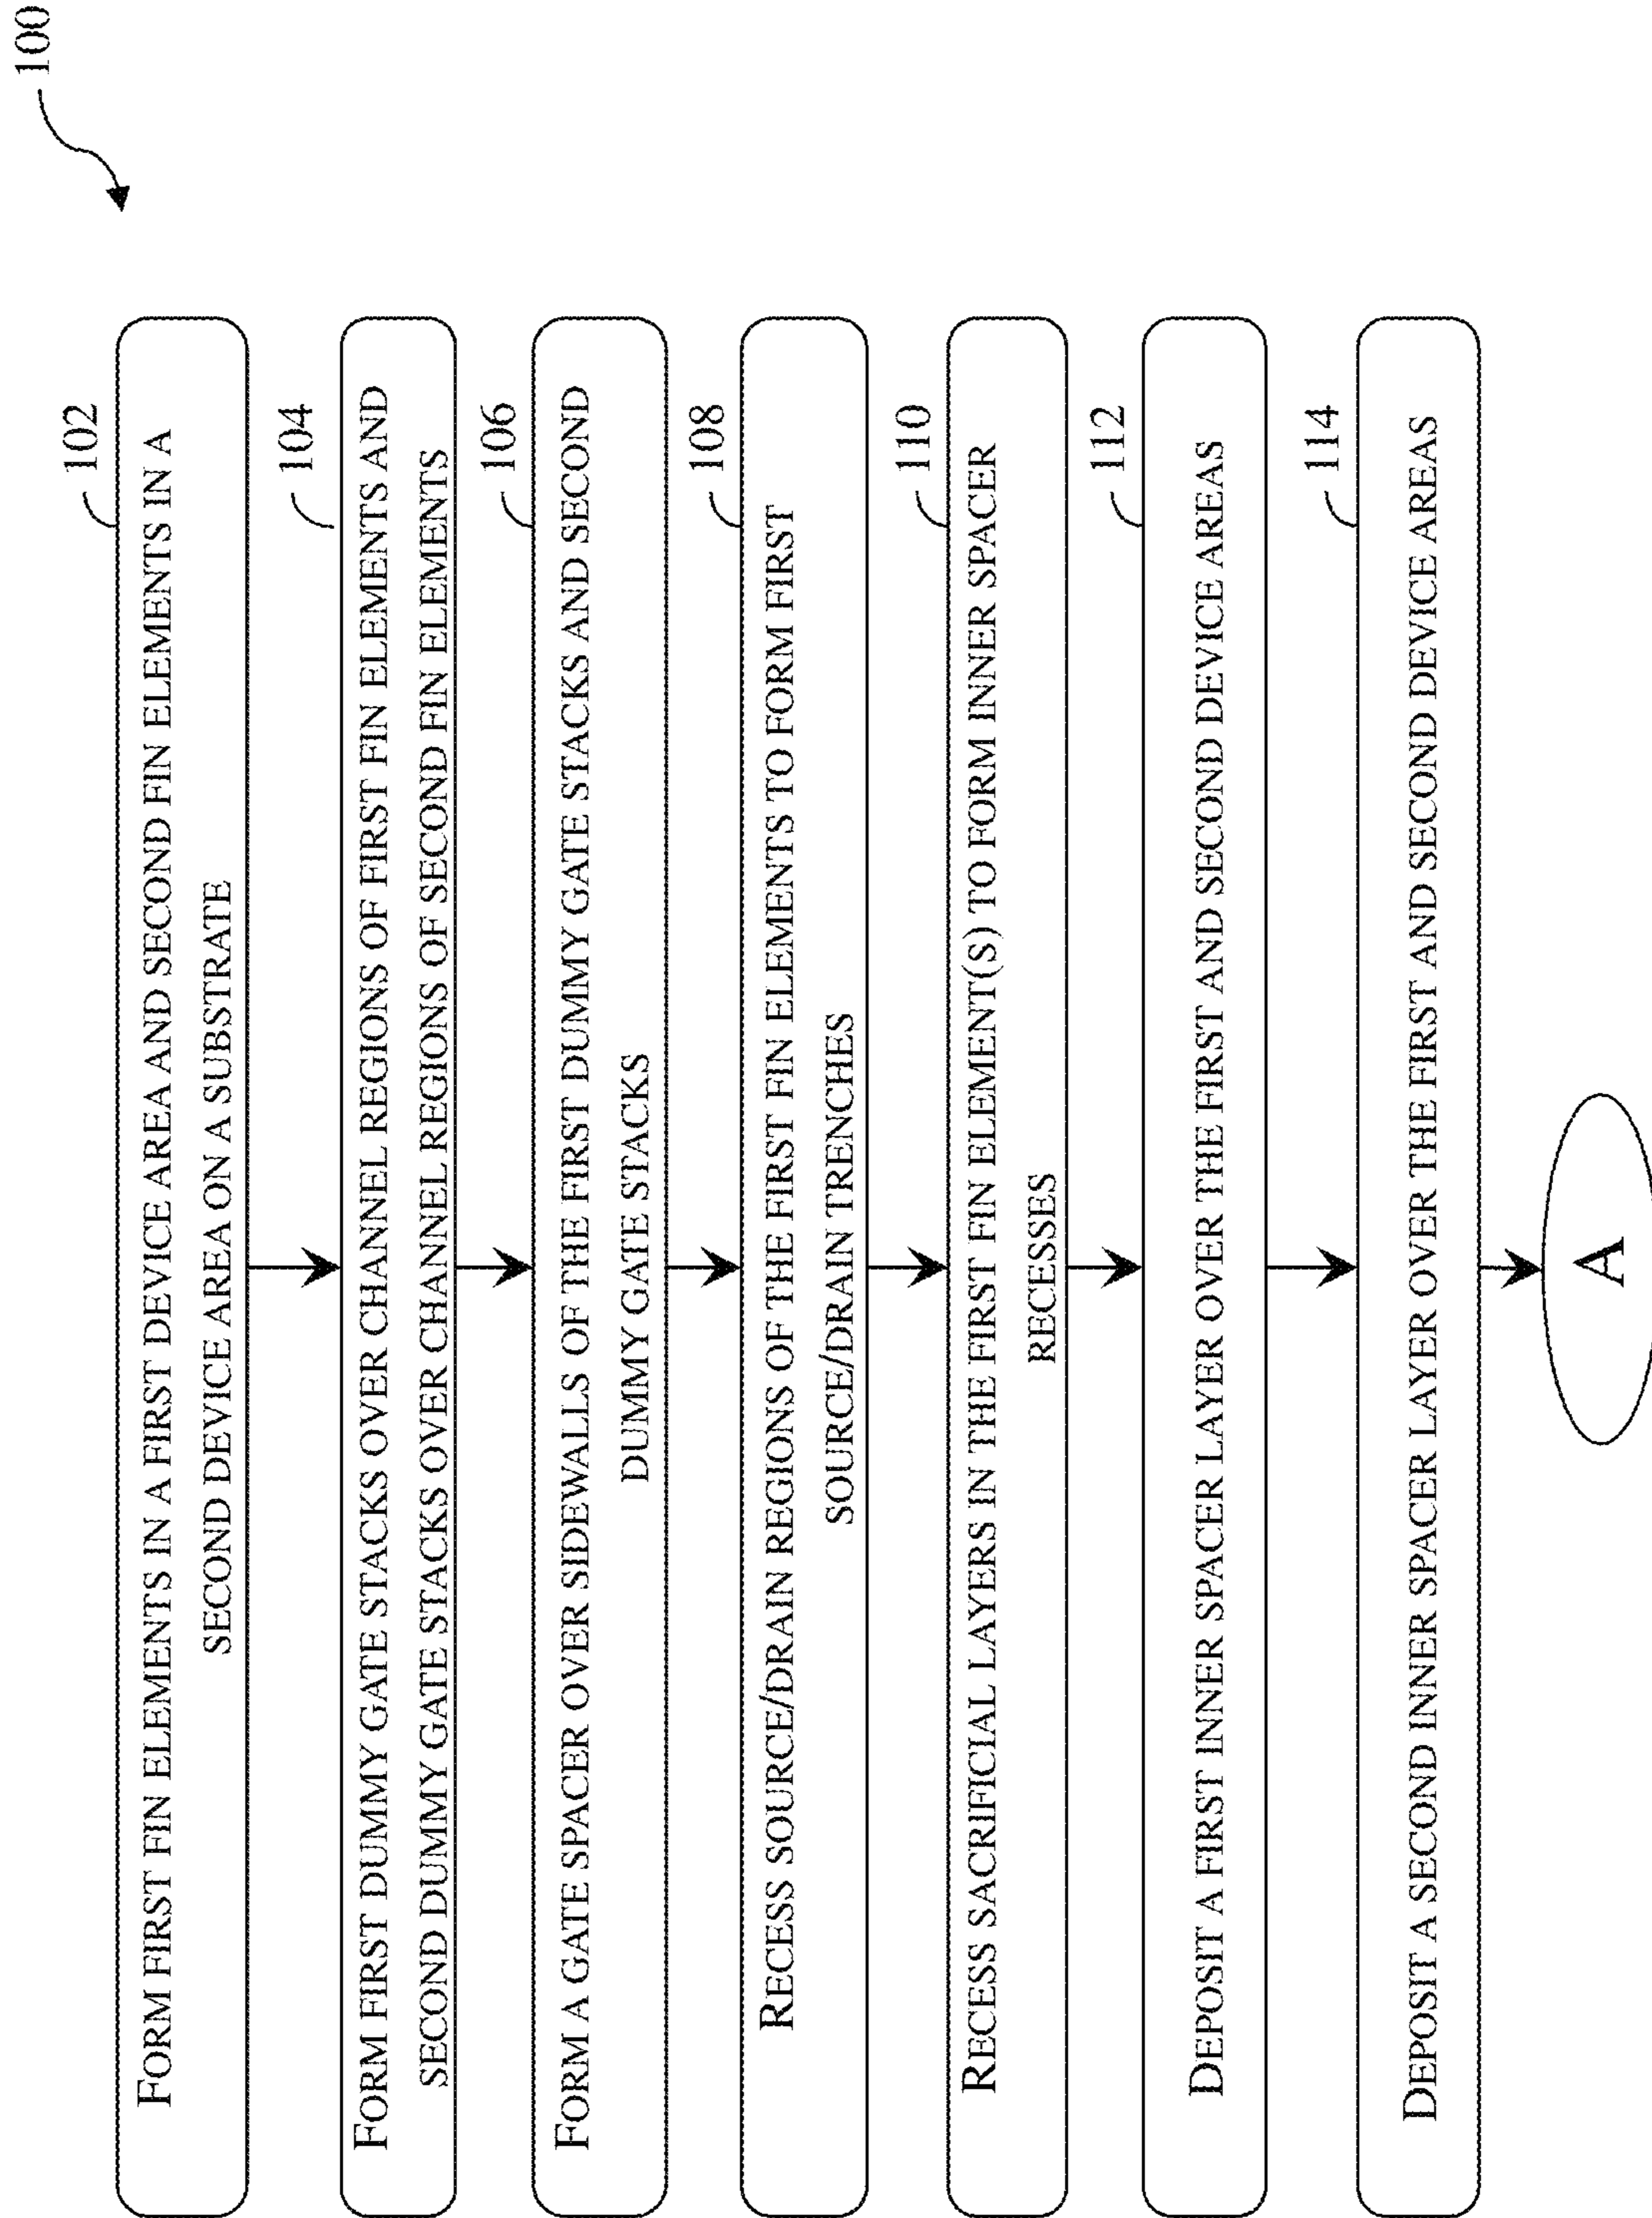 100
102
FORM FIRST FIN ELEMENTS IN A FIRST DEVICE AREA AND SECOND FIN ELEMENTS IN A
SECOND DEVICE AREA ON A SUBSTRATE
104
FORM FIRST DUMMY GATE STACKS OVER CHANNEL REGIONS OF FIRST FIN ELEMENTS AND
SECOND DUMMY GATE STACKS OVER CHANNEL REGIONS OF SECOND FIN ELEMENTS
106
FORM A GATE SPACER OVER SIDEWALLS OF THE FIRST DUMMY GATE STACKS AND SECOND
DUMMY GATE STACKS
108
RECESS SOURCE/DRAIN REGIONS OF THE FIRST FIN ELEMENTS TO FORM FIRST
SOURCE/DRAIN TRENCHES
110
RECESS SACRIFICIAL LAYERS IN THE FIRST FIN ELEMENT(S) TO FORM INNER SPACER
RECESSES
112
DEPOSIT A FIRST INNER SPACER LAYER OVER THE FIRST AND SECOND DEVICE AREAS
114
DEPOSIT A SECOND INNER SPACER LAYER OVER THE FIRST AND SECOND DEVICE AREAS
A